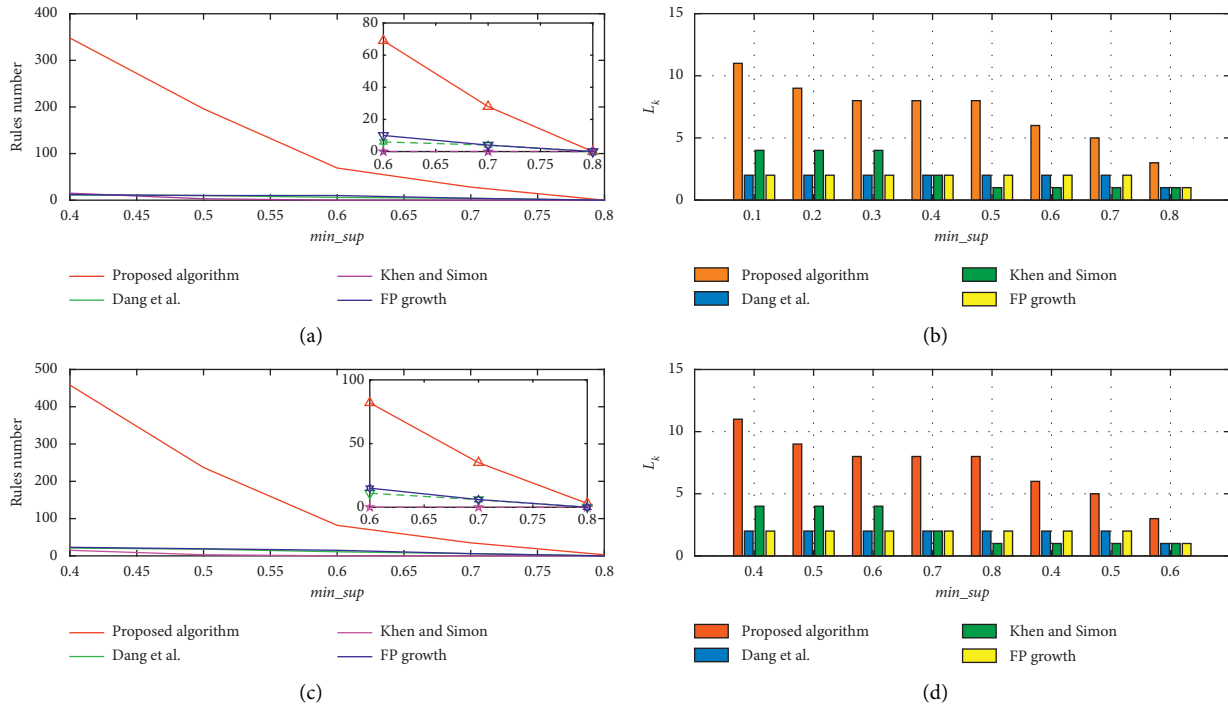 400
300
200
100
0
Rules number
80
60
40
20
0
0.6 0.65 0.7 0.75 0.8
0.4 0.45 0.5 0.55 0.6 0.65 0.7 0.75 0.8
min_sup
Proposed algorithm
Dang et al.
Khen and Simon
FP growth
(a)
15
10
5
0
L_k
0.1 0.2 0.3 0.4 0.5 0.6 0.7 0.8
min_sup
Proposed algorithm
Dang et al.
Khen and Simon
FP growth
(b)
500
400
300
200
100
0
Rules number
100
50
0
0.6 0.65 0.7 0.75 0.8
0.4 0.45 0.5 0.55 0.6 0.65 0.7 0.75 0.8
min_sup
Proposed algorithm
Dang et al.
Khen and Simon
FP growth
(c)
15
10
5
0
L_k
0.4 0.5 0.6 0.7 0.8 0.4 0.5 0.6
min_sup
Proposed algorithm
Dang et al.
Khen and Simon
FP growth
(d)